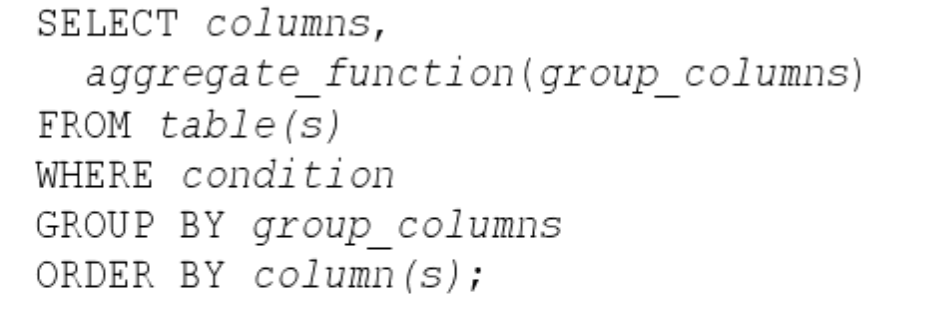 SELECT columns,
aggregate_function(group_columns)
FROM table(s)
WHERE condition
GROUP BY group_columns
ORDER BY column(s);